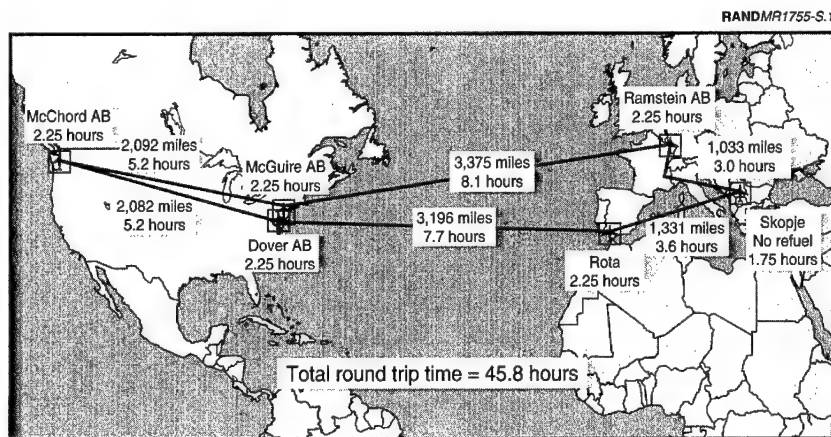 RANDMR1755-S.1
McChord AB
2.25 hours
2,092 miles
5.2 hours
McGuire AB
2.25 hours
2,082 miles
5.2 hours
Dover AB
2.25 hours
3,375 miles
8.1 hours
3,196 miles
7.7 hours
Ramstein AB
2.25 hours
1,033 miles
3.0 hours
1,331 miles
3.6 hours
Rota
2.25 hours
Skopje
No refuel
1.75 hours
Total round trip time = 45.8 hours